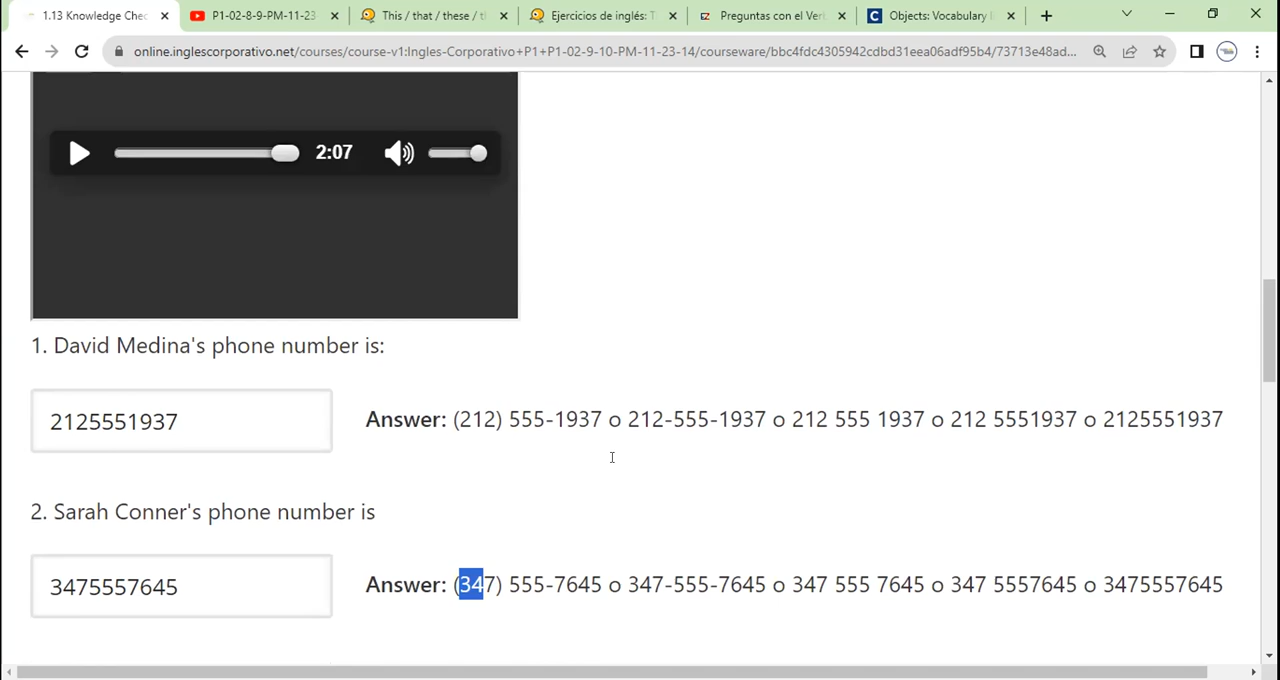 1.13 Knowledge Chec
P1-02-8-9-PM-11-23
This / that / these / t
Ejercicios de inglés: T
Preguntas con el Ver
Objects: Vocabulary
online.inglescorporativo.net/courses/course-v1:Ingles-Corporativo+P1+P1-02-9-10-PM-11-23-14/courseware/bbc4fdc4305942cdbd31eea06adf95b4/73713e48ad...
2:07
1. David Medina's phone number is:
2125551937
Answer: (212) 555-1937 o 212-555-1937 o 212 555 1937 o 212 5551937 o 2125551937
2. Sarah Conner's phone number is
3475557645
Answer: (347) 555-7645 o 347-555-7645 o 347 555 7645 o 347 5557645 o 3475557645